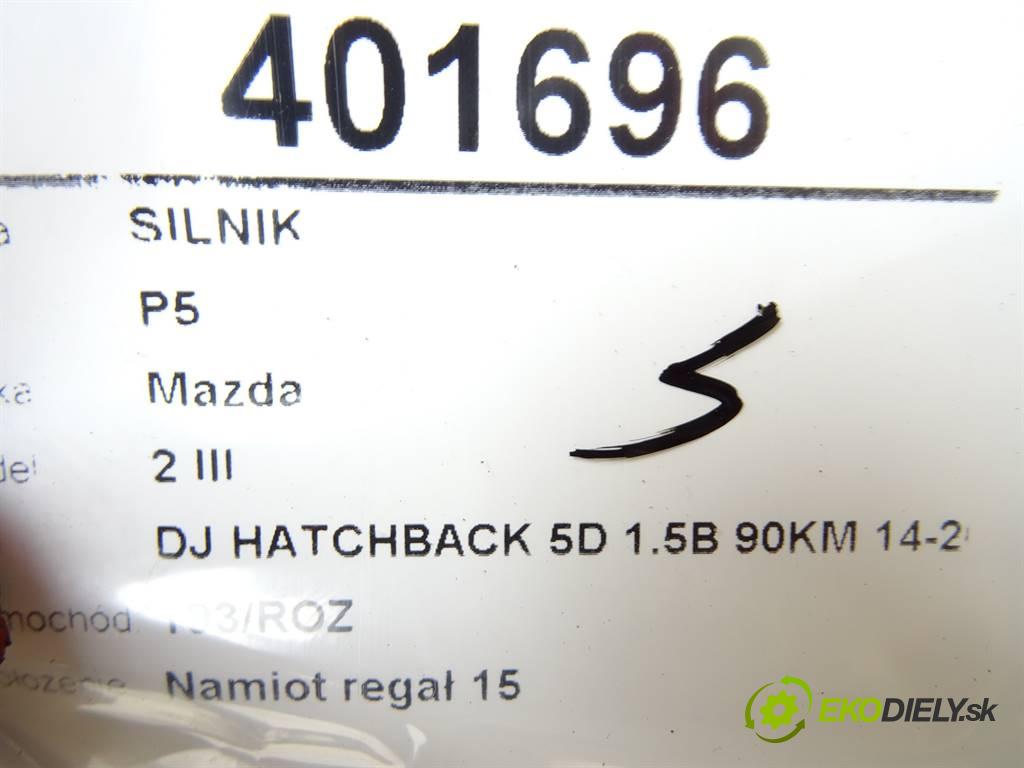 401696
SILNIK
P5
Mazda
2 III
DJ HATCHBACK 5D 1.5B 90KM 14-2
/ROZ
Namiot regał 15
S
EKODIELY.sk